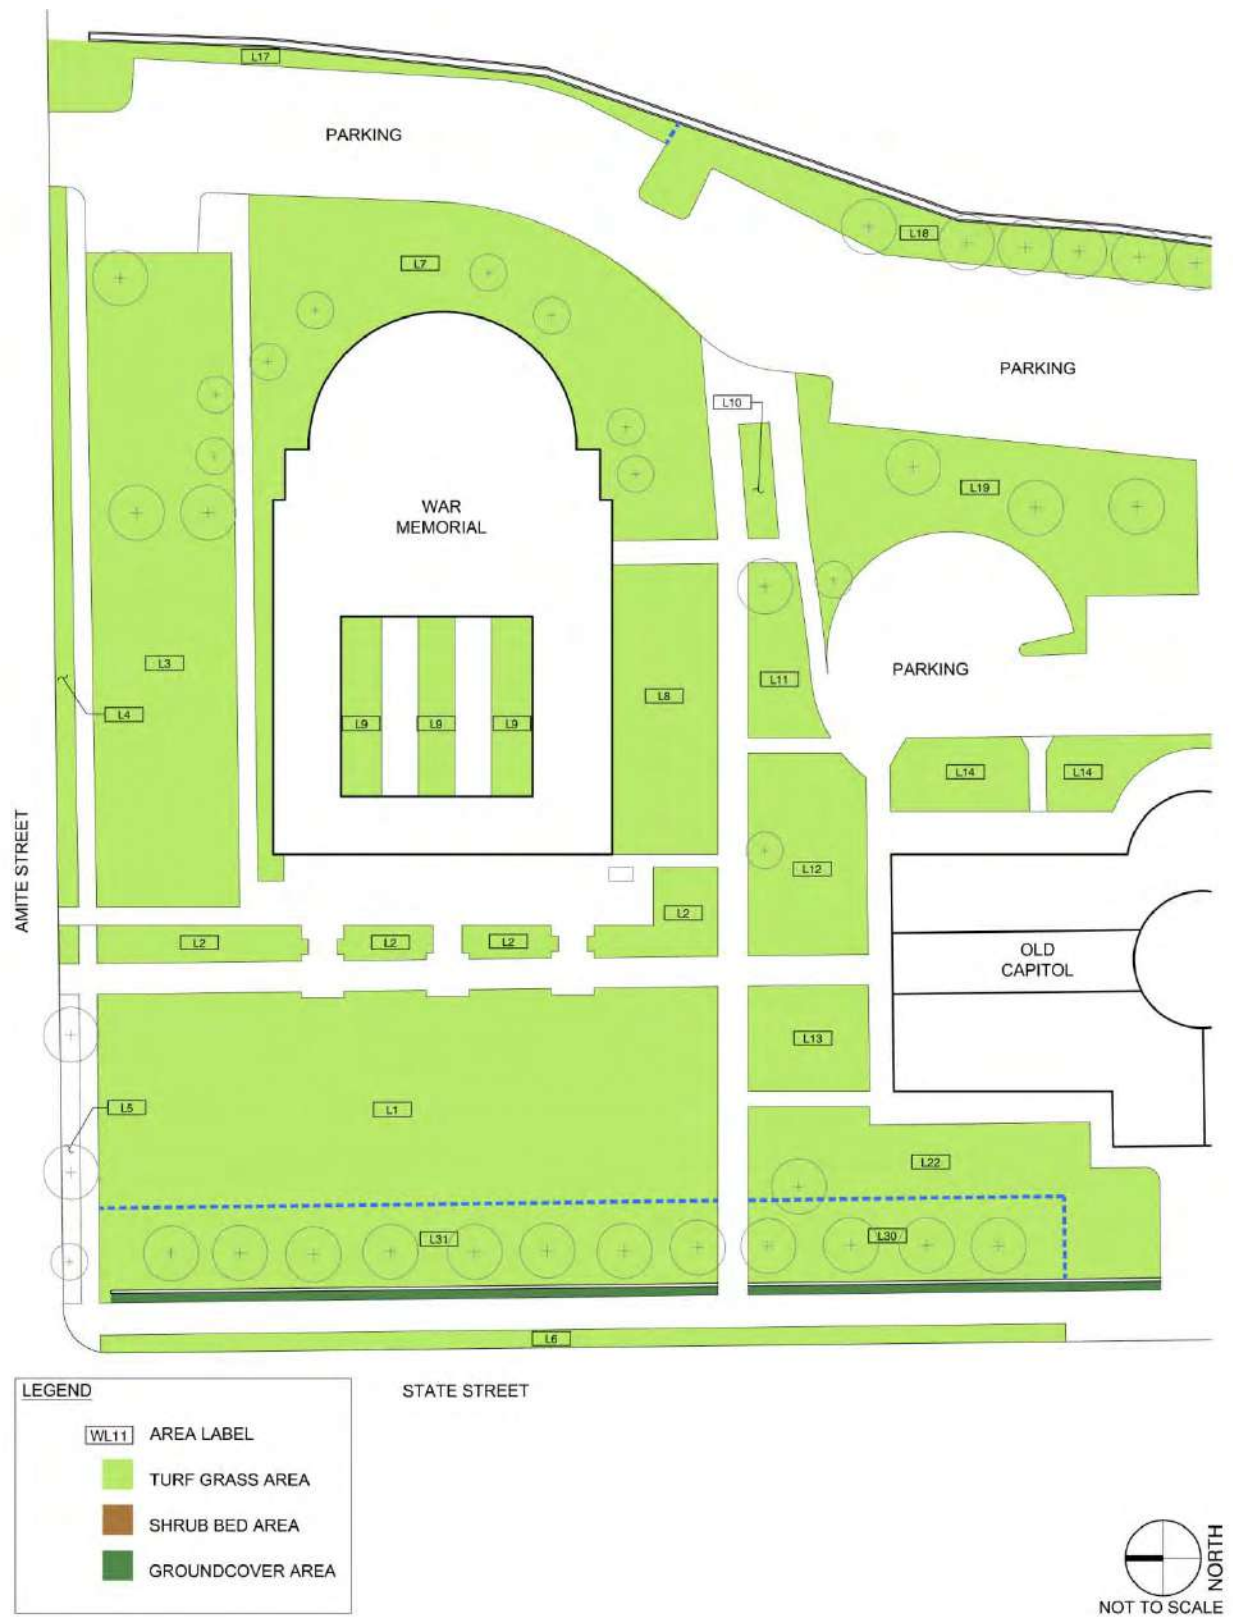 L17
PARKING
L18
L7
PARKING
L10
L19
WAR
MEMORIAL
L3
PARKING
L11
L8
L4
L9
L9
L9
L14
L14
AMITE STREET
L12
L2
L2
L2
L2
OLD
CAPITOL
L13
L5
L1
L22
L31
L30
L6
LEGEND
STATE STREET
WL11 AREA LABEL
TURF GRASS AREA
SHRUB BED AREA
GROUNDCOVER AREA
NORTH
NOT TO SCALE